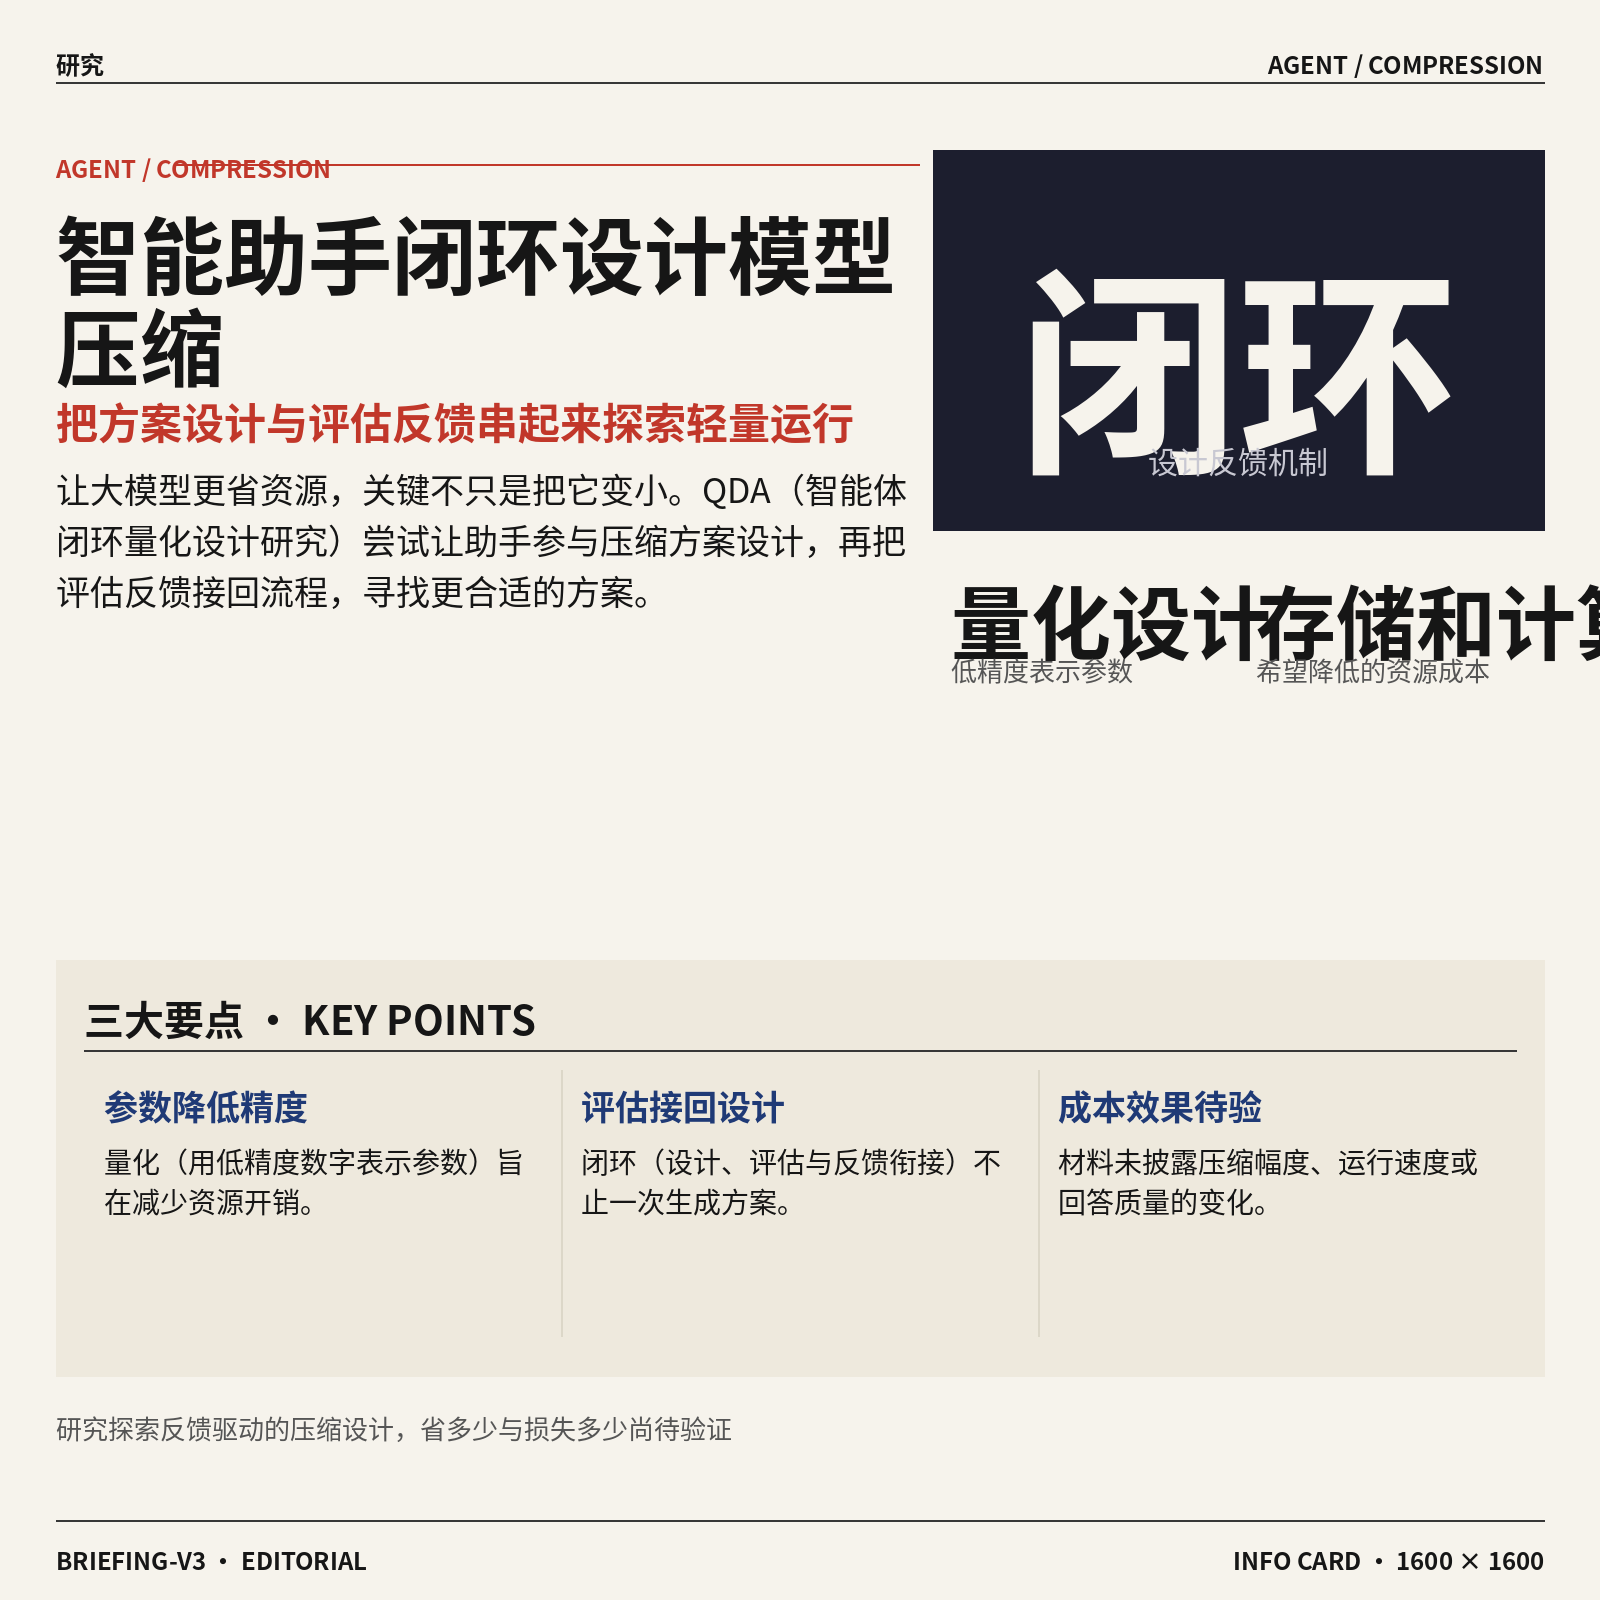 研究
AGENT / COMPRESSION
AGENT / COMPRESSION
智能助手闭环设计模型
压缩
把方案设计与评估反馈串起来探索轻量运行
让大模型更省资源，关键不只是把它变小。QDA（智能体
闭环量化设计研究）尝试让助手参与压缩方案设计，再把
评估反馈接回流程，寻找更合适的方案。
闭环
设计反馈机制
量化设计
低精度表示参数
存储和计算
希望降低的资源成本
三大要点 · KEY POINTS
参数降低精度
量化（用低精度数字表示参数）旨
在减少资源开销。
评估接回设计
闭环（设计、评估与反馈衔接）不
止一次生成方案。
成本效果待验
材料未披露压缩幅度、运行速度或
回答质量的变化。
研究探索反馈驱动的压缩设计，省多少与损失多少尚待验证
BRIEFING-V3 · EDITORIAL
INFO CARD · 1600 × 1600